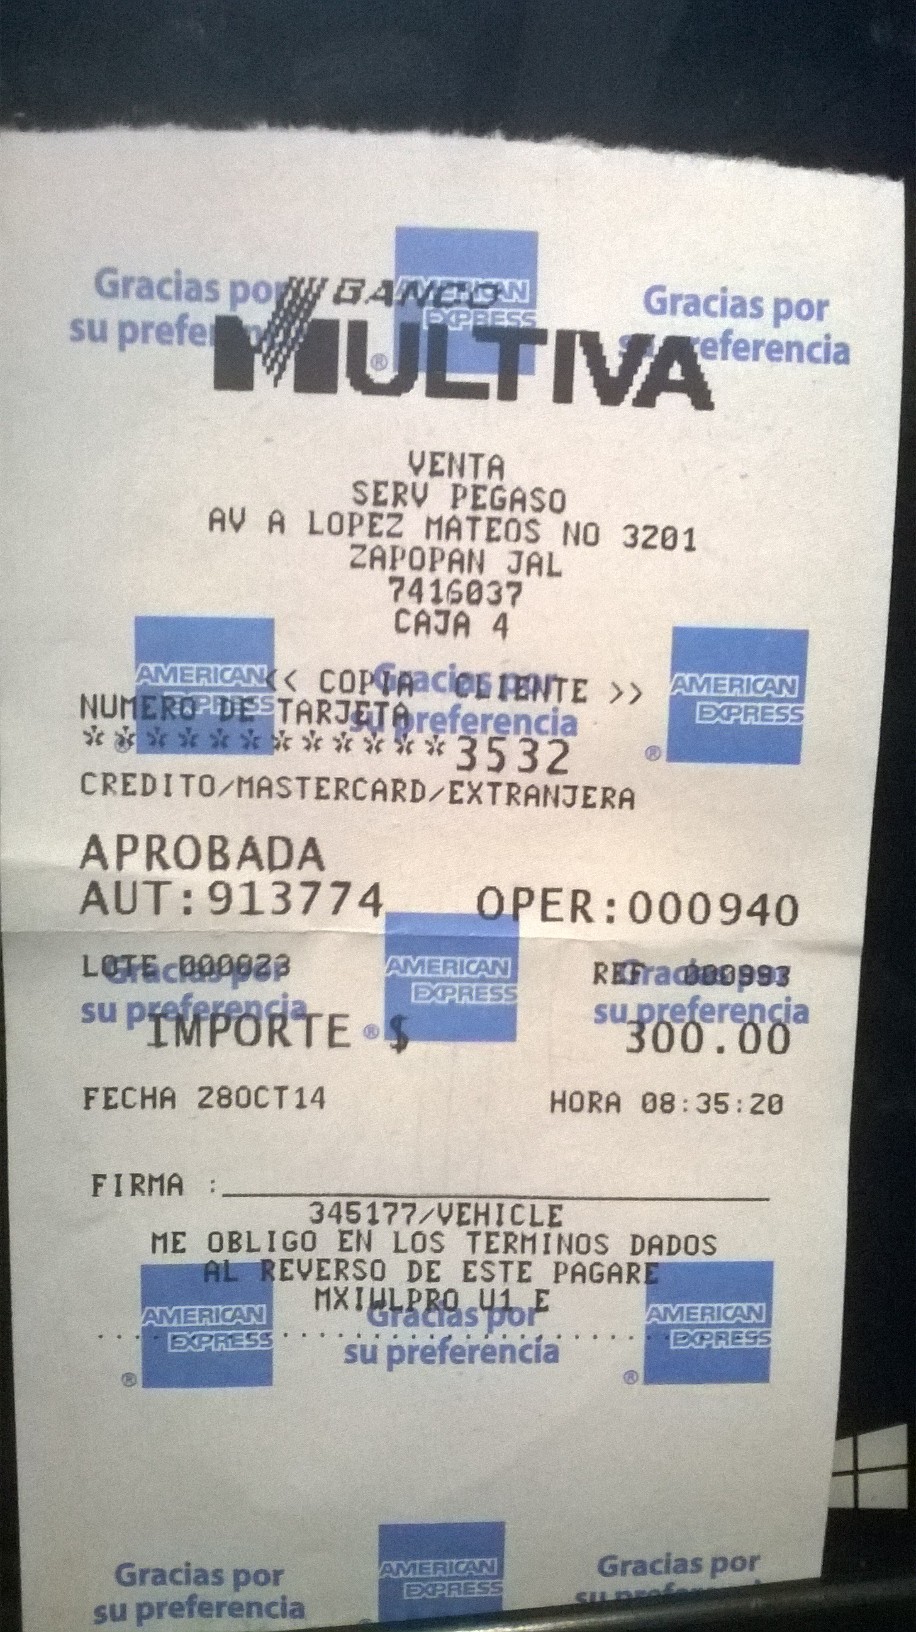 Gracias por
su preferencia
AMERICAN
EXPRESS
®
Gracias por
su preferencia
BANCO
MULTIVA
VENTA
SERV PEGASO
AV A LOPEZ MATEOS NO 3201
ZAPOPAN JAL
7416037
CAJA 4
AMERICAN
EXPRESS
®
Gracias por
su preferencia
AMERICAN
EXPRESS
®
<< COPIA CLIENTE >>
NUMERO DE TARJETA
************3532
CREDITO/MASTERCARD/EXTRANJERA
APROBADA
AUT:913774 OPER:000940
LOTE 000023 REF 000993
Gracias por
su preferencia
AMERICAN
EXPRESS
®
Gracias por
su preferencia
IMPORTE $ 300.00
FECHA 28OCT14 HORA 08:35:20
FIRMA :
345177/VEHICLE
ME OBLIGO EN LOS TERMINOS DADOS
AL REVERSO DE ESTE PAGARE
E
AMERICAN
EXPRESS
®
Gracias por
su preferencia
AMERICAN
EXPRESS
®
Gracias por
su preferencia
AMERICAN
EXPRESS
Gracias por
su preferencia